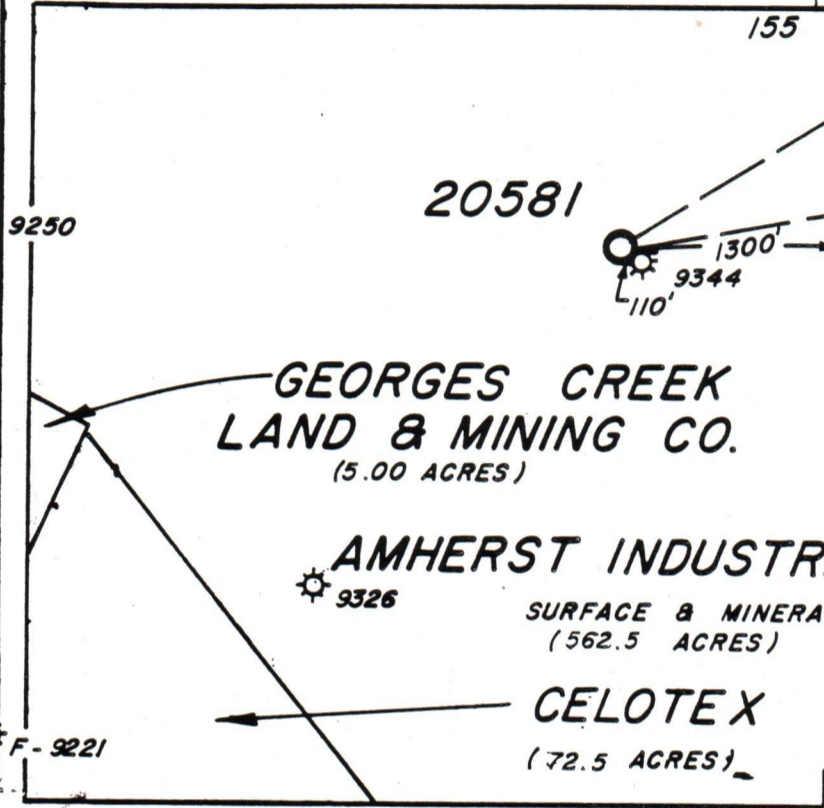 155
20581
9250
1300'
9344
110'
GEORGES CREEK
LAND & MINING CO.
(5.00 ACRES)
AMHERST INDUSTR
9326
SURFACE & MINERA
(562.5 ACRES)
CELOTEX
(72.5 ACRES)
F-9221